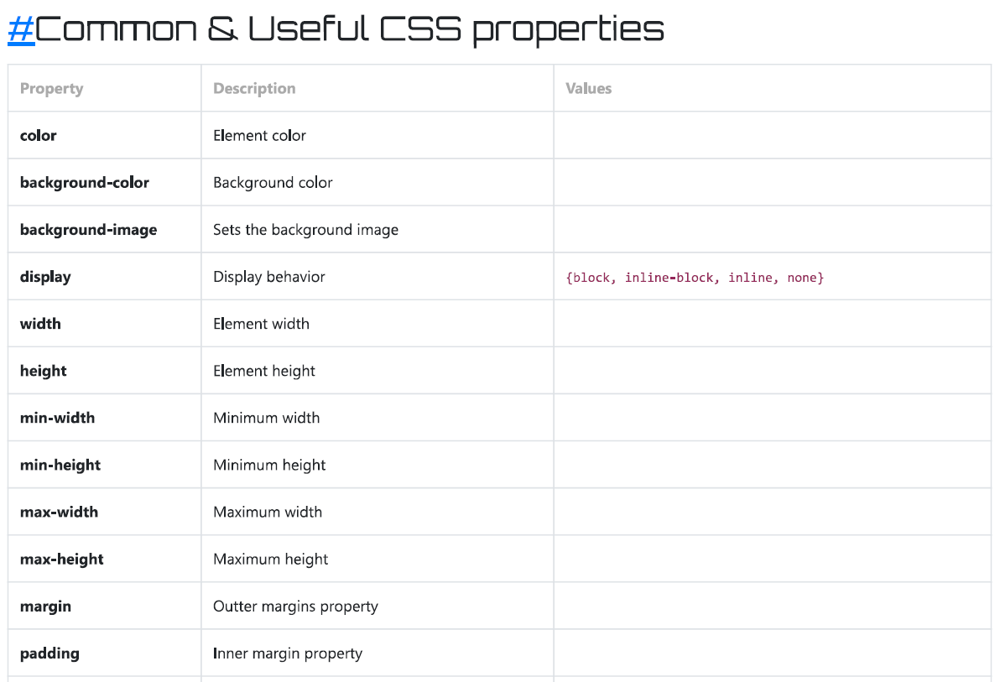 #Common & Useful CSS properties
Property Description Values
color Element color
background-color Background color
background-image Sets the background image
display Display behavior {block, inline-block, inline, none}
width Element width
height Element height
min-width Minimum width
min-height Minimum height
max-width Maximum width
max-height Maximum height
margin Outter margins property
padding Inner margin property